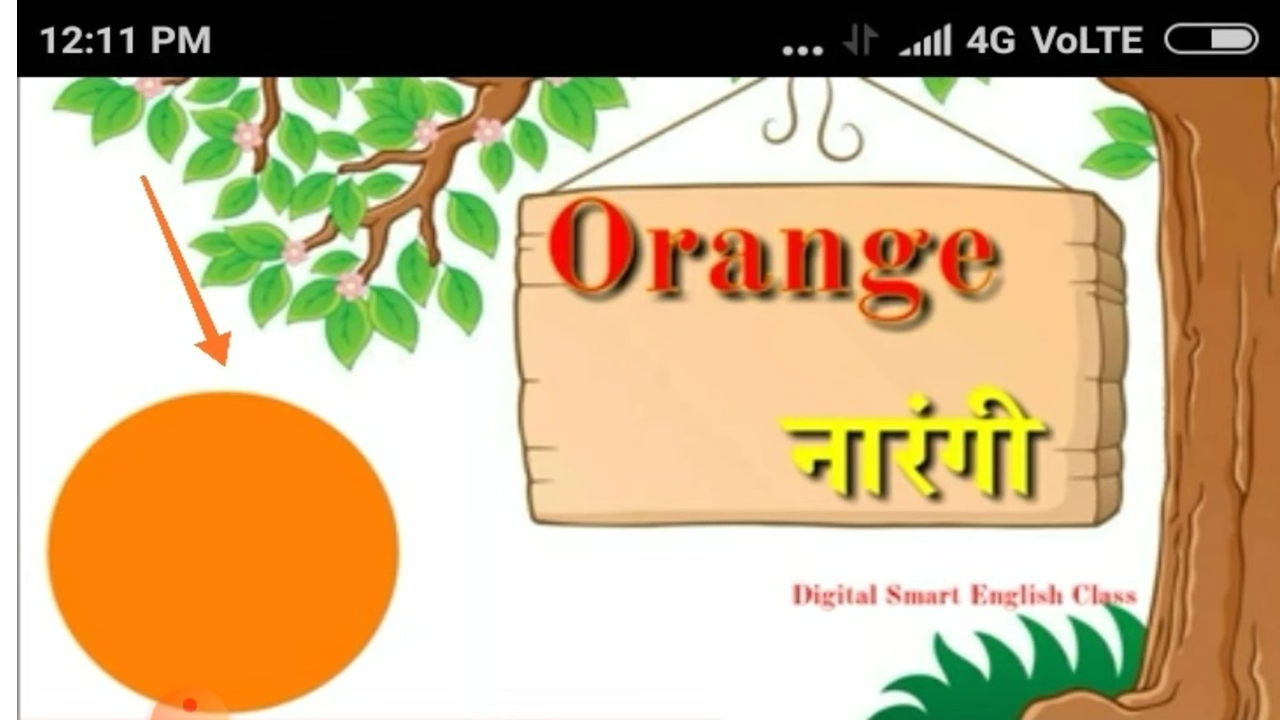 12:11 PM ... 4G VoLTE
Orange
नारंगी
Digital Smart English Class